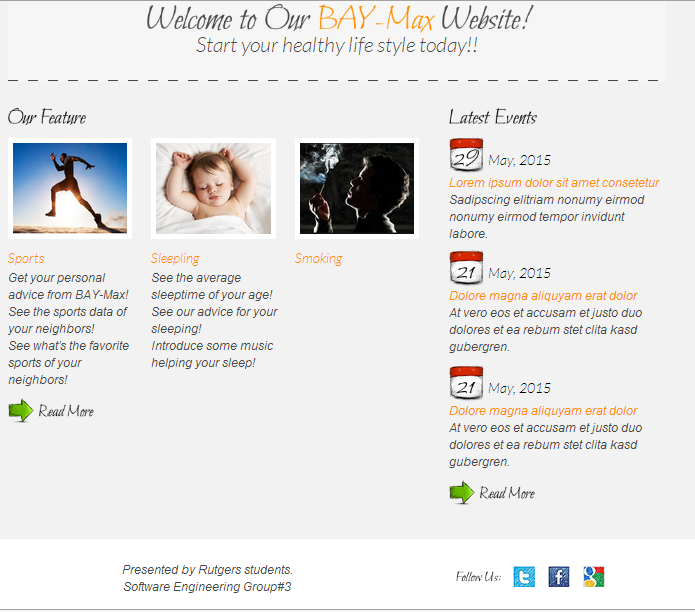 Welcome to Our BAY-Max Website!
Start your healthy life style today!!
Our Feature
Sports
Get your personal
advice from BAY-Max!
See the sports data of
your neighbors!
See what's the favorite
sports of your
neighbors!
Read More
Sleepling
See the average
sleeptime of your age!
See our advice for your
sleeping!
Introduce some music
helping your sleep!
Smoking
Latest Events
29 May, 2015
Lorem ipsum dolor sit amet consetetur
Sadipscing elitriam nonumy eirmod
nonumy eirmod tempor invidunt
labore.
21 May, 2015
Dolore magna aliquyam erat dolor
At vero eos et accusam et justo duo
dolores et ea rebum stet clita kasd
gubergren.
21 May, 2015
Dolore magna aliquyam erat dolor
At vero eos et accusam et justo duo
dolores et ea rebum stet clita kasd
gubergren.
Read More
Presented by Rutgers students.
Software Engineering Group#3
Follow Us: